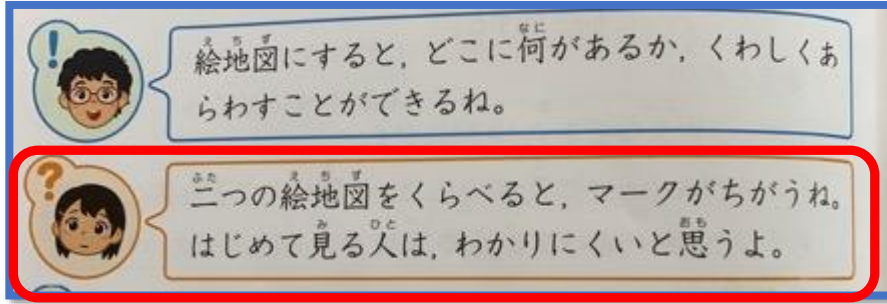 !
絵地図にすると,どこに何があるか,くわしくあ
らわすことができるね。
?
二つの絵地図をくらべると,マークがちがうね。
はじめて見る人は,わかりにくいと思うよ。